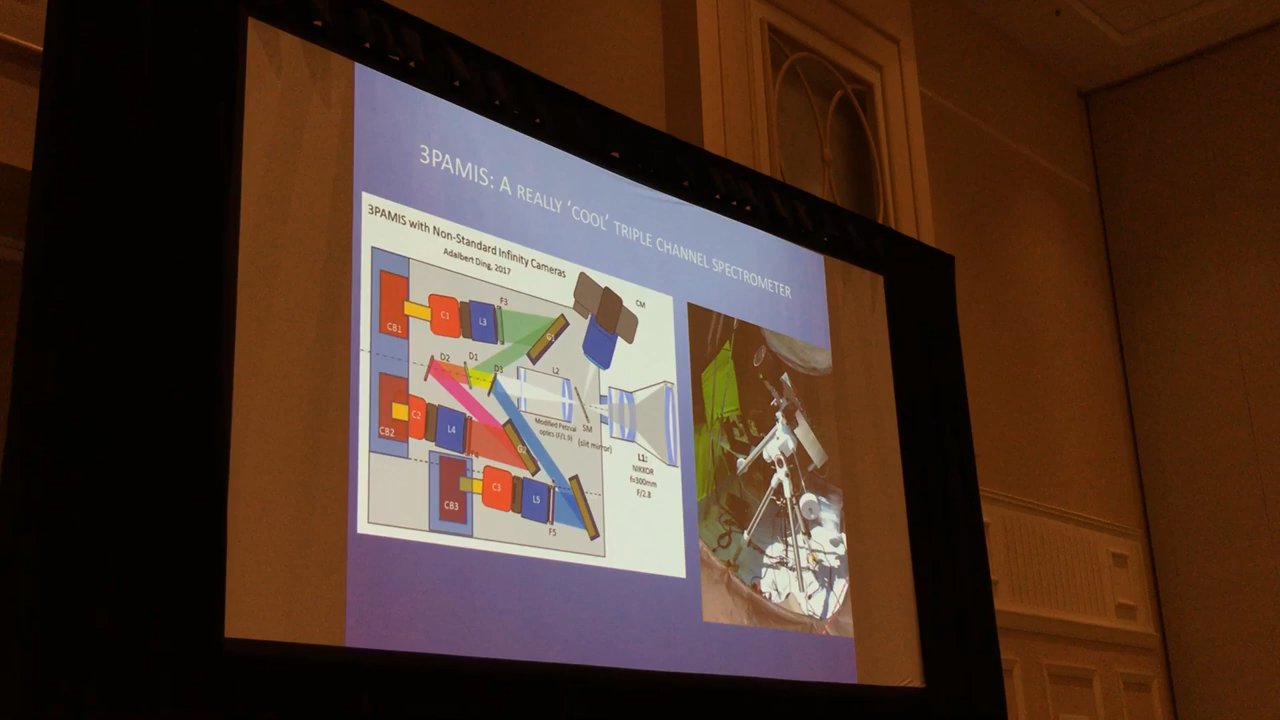 3PAMIS: A REALLY 'COOL' TRIPLE CHANNEL SPECTROMETER
3PAMIS with Non-Standard Infinity Cameras
Adalbert Ding, 2017
CM
F3
CB1
C1
L3
G1
D2
D1
D3
L2
CB2
C2
L4
G2
Modified Petzval
optics (F/1.9)
SM
(slit mirror)
L1:
NIKKOR
f=300mm
F/2.8
CB3
C3
L5
F5